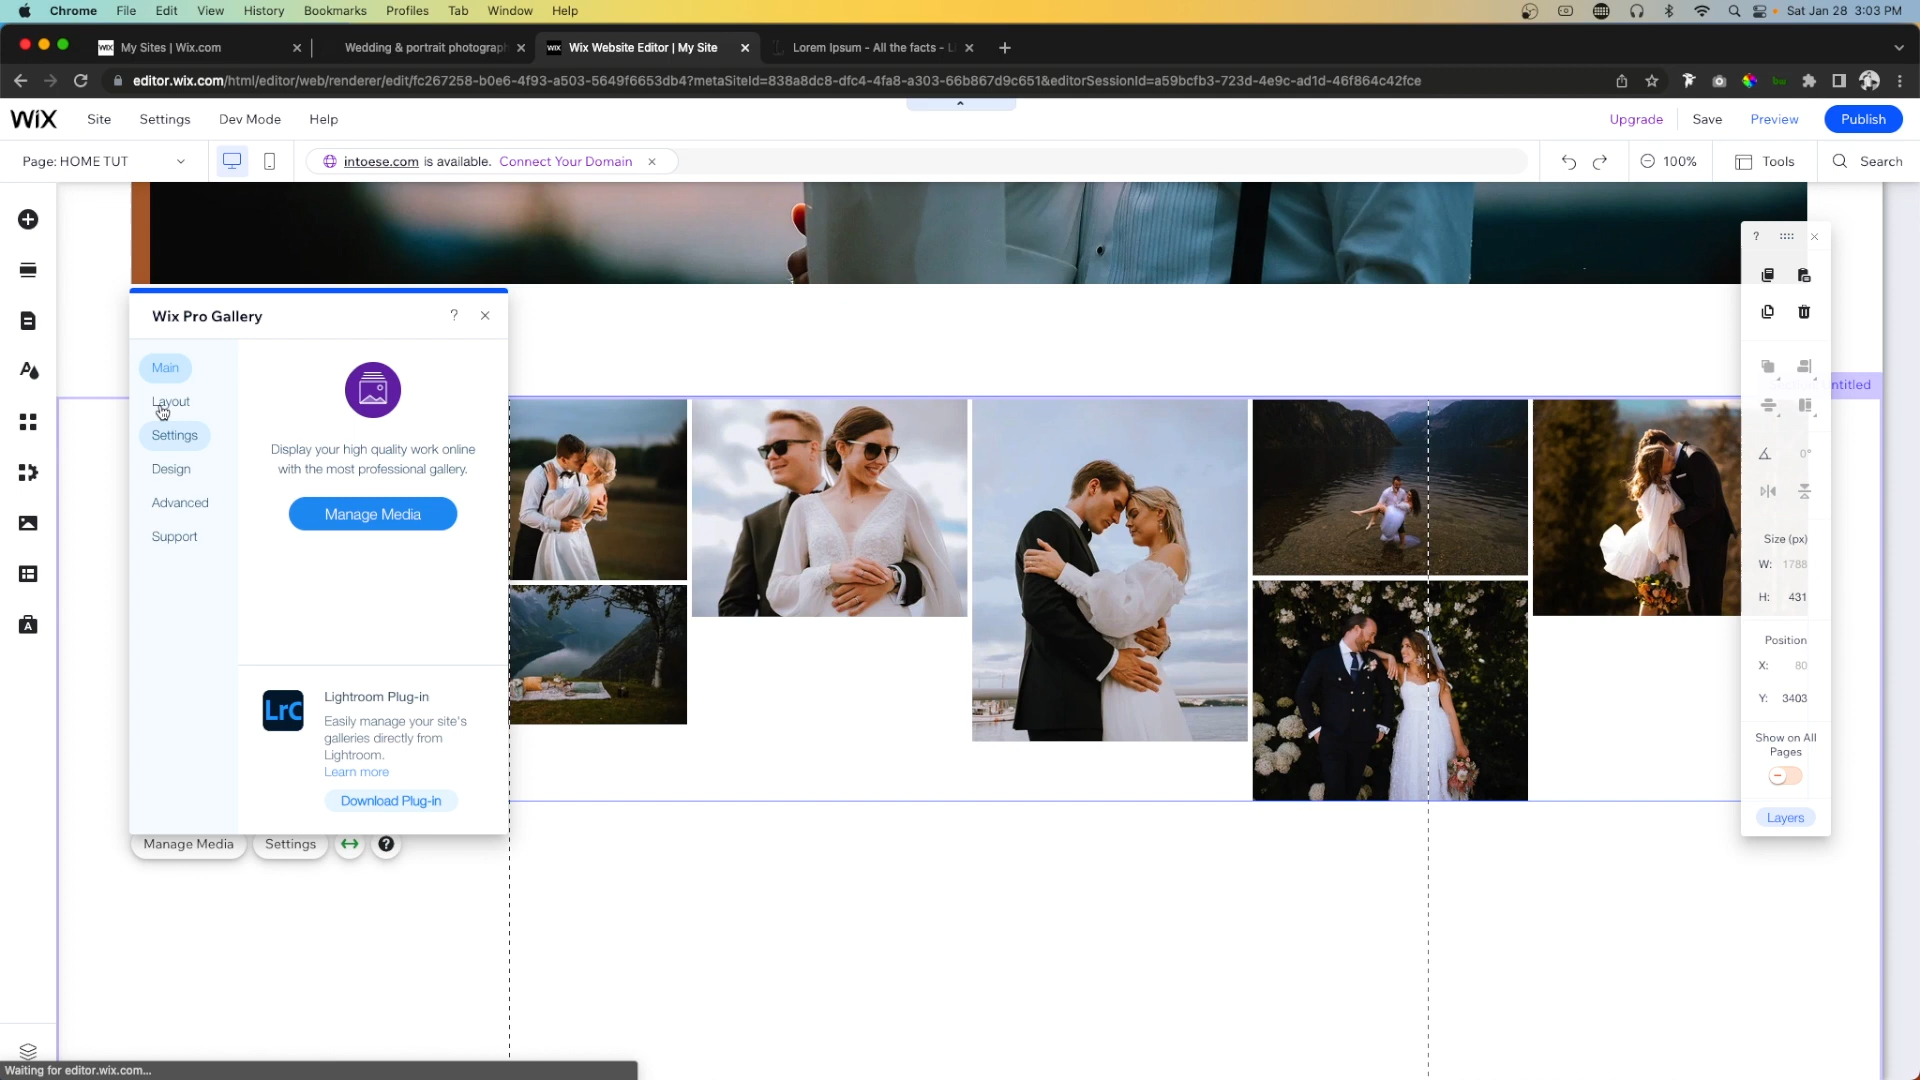 Chrome File Edit View History Bookmarks Profiles Tab Window Help Sat Jan 28 3:03 PM
WiX My Sites | Wix.com Wedding & portrait photograph WiX Wix Website Editor | My Site Lorem Ipsum - All the facts - Li
editor.wix.com/html/editor/web/renderer/edit/fc267258-b0e6-4f93-a503-5649f6653db4?metaSiteId=838a8dc8-dfc4-4fa8-a303-66b867d9c651&editorSessionId=a59bcfb3-723d-4e9c-ad1d-46f864c42fce
WiX Site Settings Dev Mode Help Upgrade Save Preview Publish
Page: HOME TUT intoese.com is available. Connect Your Domain 100% Tools Search
Wix Pro Gallery ?
Main
Layout
Settings
Design
Advanced
Support
Display your high quality work online
with the most professional gallery.
Manage Media
LrC
Lightroom Plug-in
Easily manage your site's
galleries directly from
Lightroom.
Learn more
Download Plug-in
Manage Media Settings ?
?
ntitled
0°
Size (px)
W: 1788
H: 431
Position
X: 80
Y: 3403
Show on All
Pages
Layers
Waiting for editor.wix.com...